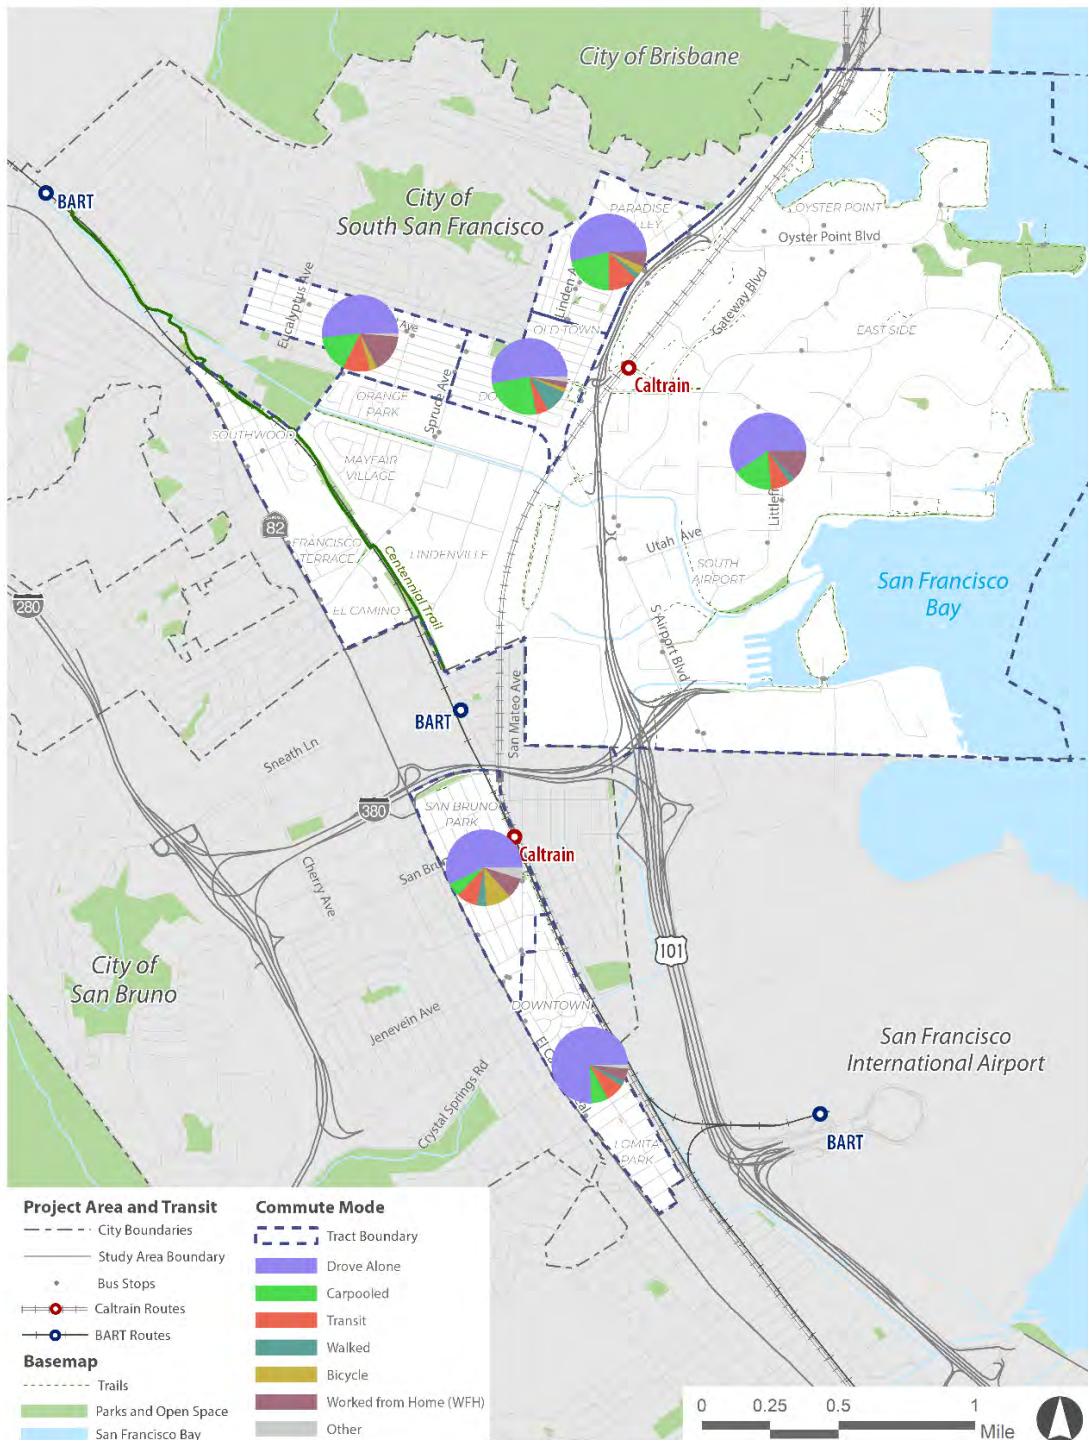 City of Brisbane
BART
City of
South San Francisco
PARADISE
OYSTER POINT
Oyster Point Blvd
Eucalyptus Ave
Linden A
Gateway Blvd
OLD TOWN
EAST SIDE
Ave
Caltrain
Spruce Ave
ORANGE
PARK
SOUTHWOOD
MAYFAIR
VILLAGE
82
FRANCISCO
TERRACE
LINDENVILLE
Utah Ave
SOUTH
AIRPORT
San Francisco
Bay
Centennial Trail
EL CAMINO
280
S Airport Blvd
San Mateo Ave
BART
Sneath Ln
380
SAN BRUNO
PARK
Caltrain
Cherry Ave
101
City of
San Bruno
DOWNTOWN
Jenevein Ave
San Francisco
International Airport
Crystal Springs Rd
BART
LOMITA
PARK
Project Area and Transit
City Boundaries
Study Area Boundary
Bus Stops
Caltrain Routes
BART Routes
Basemap
Trails
Parks and Open Space
San Francisco Bay
Commute Mode
Tract Boundary
Drove Alone
Carpooled
Transit
Walked
Bicycle
Worked from Home (WFH)
Other
0 0.25 0.5 1
Mile